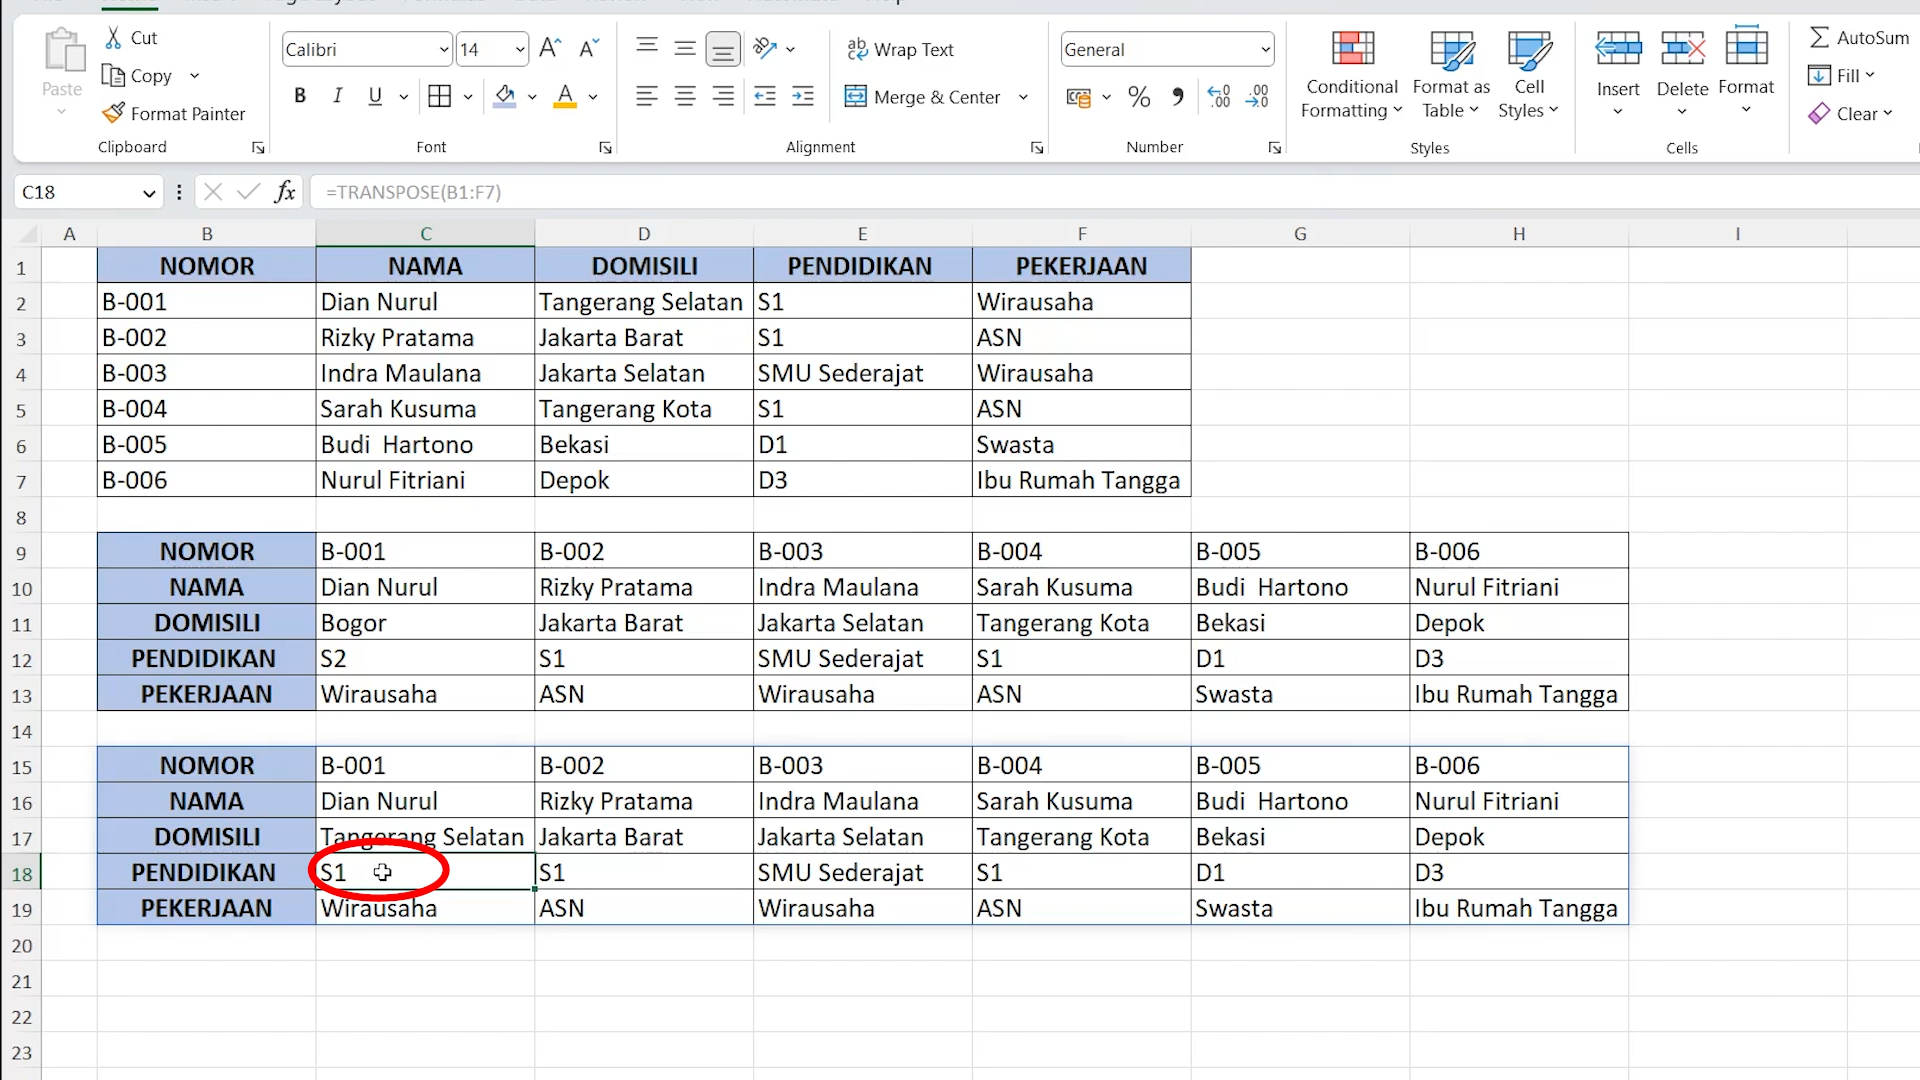 Cut
Paste
Copy
Format Painter
Clipboard
Calibri
14
B I U
Font
Wrap Text
Merge & Center
Alignment
General
%
Number
Conditional Formatting
Format as Table
Cell Styles
Styles
Insert
Delete
Format
Cells
AutoSum
Fill
Clear
C18
fx
=TRANSPOSE(B1:F7)
A B C D E F G H I
1 NOMOR NAMA DOMISILI PENDIDIKAN PEKERJAAN
2 B-001 Dian Nurul Tangerang Selatan S1 Wirausaha
3 B-002 Rizky Pratama Jakarta Barat S1 ASN
4 B-003 Indra Maulana Jakarta Selatan SMU Sederajat Wirausaha
5 B-004 Sarah Kusuma Tangerang Kota S1 ASN
6 B-005 Budi  Hartono Bekasi D1 Swasta
7 B-006 Nurul Fitriani Depok D3 Ibu Rumah Tangga
8
9 NOMOR B-001 B-002 B-003 B-004 B-005 B-006
10 NAMA Dian Nurul Rizky Pratama Indra Maulana Sarah Kusuma Budi  Hartono Nurul Fitriani
11 DOMISILI Bogor Jakarta Barat Jakarta Selatan Tangerang Kota Bekasi Depok
12 PENDIDIKAN S2 S1 SMU Sederajat S1 D1 D3
13 PEKERJAAN Wirausaha ASN Wirausaha ASN Swasta Ibu Rumah Tangga
14
15 NOMOR B-001 B-002 B-003 B-004 B-005 B-006
16 NAMA Dian Nurul Rizky Pratama Indra Maulana Sarah Kusuma Budi  Hartono Nurul Fitriani
17 DOMISILI Tangerang Selatan Jakarta Barat Jakarta Selatan Tangerang Kota Bekasi Depok
18 PENDIDIKAN S1 S1 SMU Sederajat S1 D1 D3
19 PEKERJAAN Wirausaha ASN Wirausaha ASN Swasta Ibu Rumah Tangga
20
21
22
23